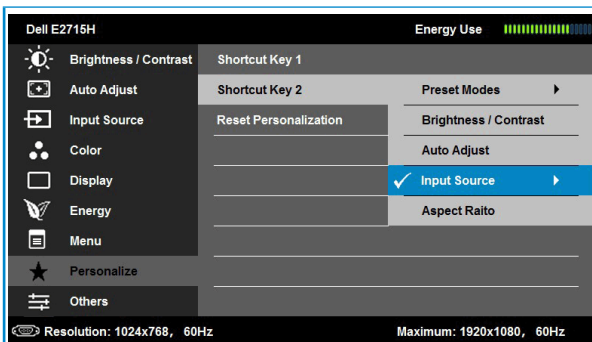 Dell E2715H Energy Use
Brightness / Contrast Shortcut Key 1
Auto Adjust Shortcut Key 2 Preset Modes
Input Source Reset Personalization Brightness / Contrast
Color Auto Adjust
Display Input Source
Energy Aspect Raito
Menu
Personalize
Others
Resolution: 1024x768, 60Hz Maximum: 1920x1080, 60Hz